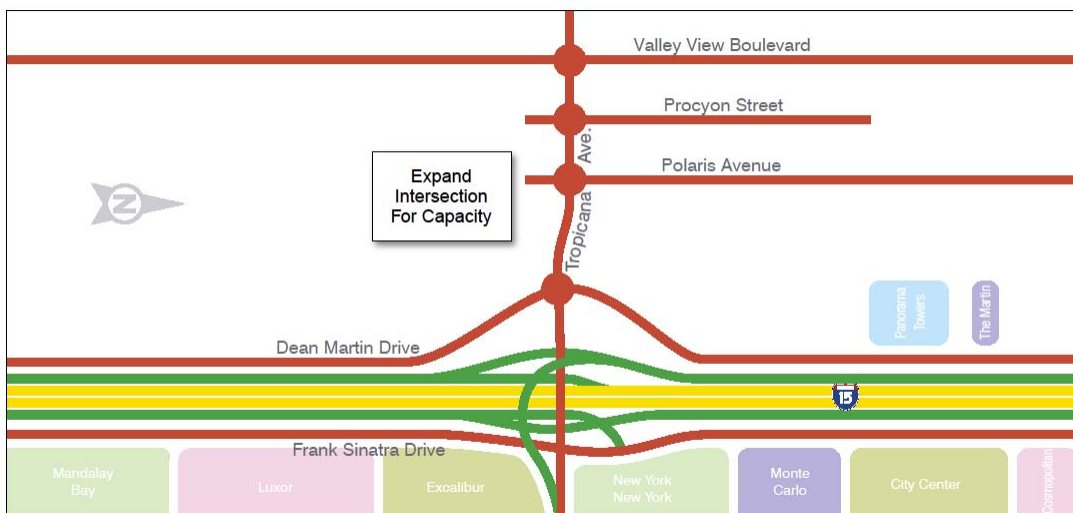 Valley View Boulevard
Procyon Street
Polaris Avenue
Tropicana Ave.
Expand
Intersection
For Capacity
N
Panorama
Towers
The Martin
Dean Martin Drive
15
Frank Sinatra Drive
Mandalay
Bay
Luxor
Excalibur
New York
New York
Monte
Carlo
City Center
Cosmopolitan